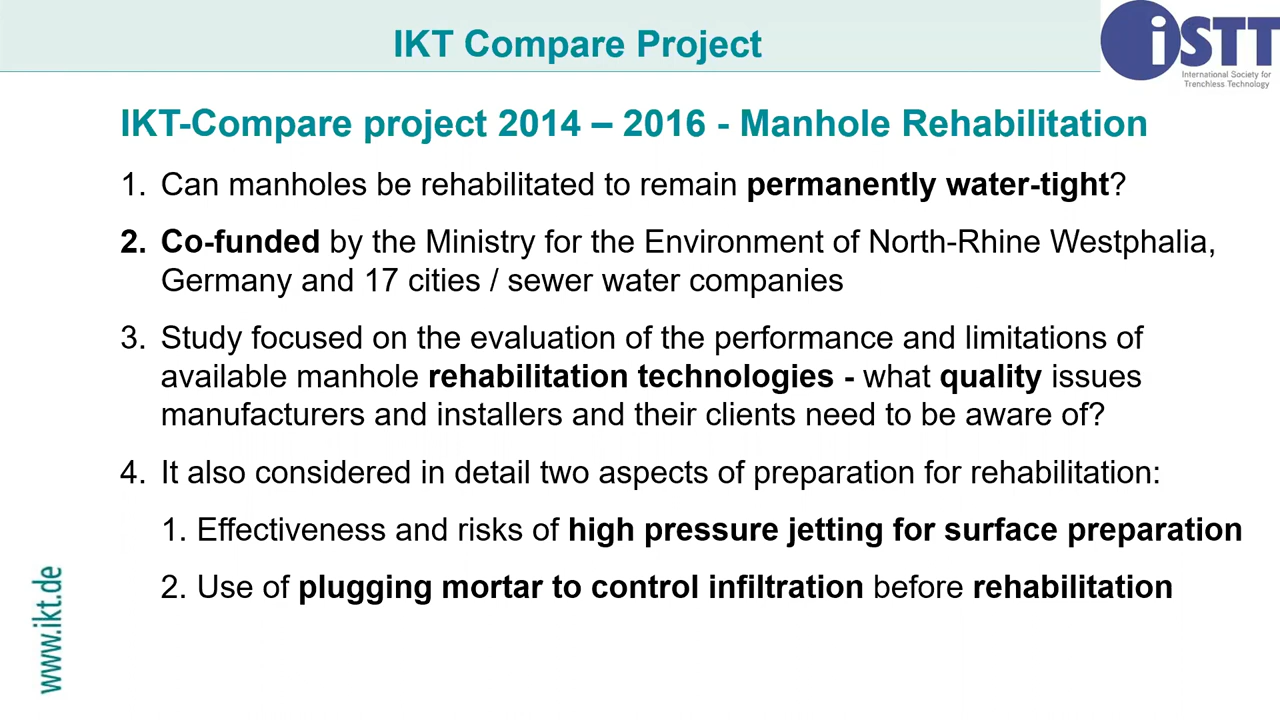 IKT Compare Project
iSTT
International Society for
Trenchless Technology
IKT-Compare project 2014 – 2016 - Manhole Rehabilitation
1. Can manholes be rehabilitated to remain permanently water-tight?
2. Co-funded by the Ministry for the Environment of North-Rhine Westphalia,
Germany and 17 cities / sewer water companies
3. Study focused on the evaluation of the performance and limitations of
available manhole rehabilitation technologies - what quality issues
manufacturers and installers and their clients need to be aware of?
4. It also considered in detail two aspects of preparation for rehabilitation:
1. Effectiveness and risks of high pressure jetting for surface preparation
2. Use of plugging mortar to control infiltration before rehabilitation
www.ikt.de